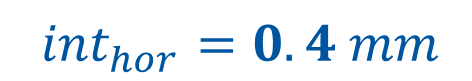 int_hor = 0.4 mm